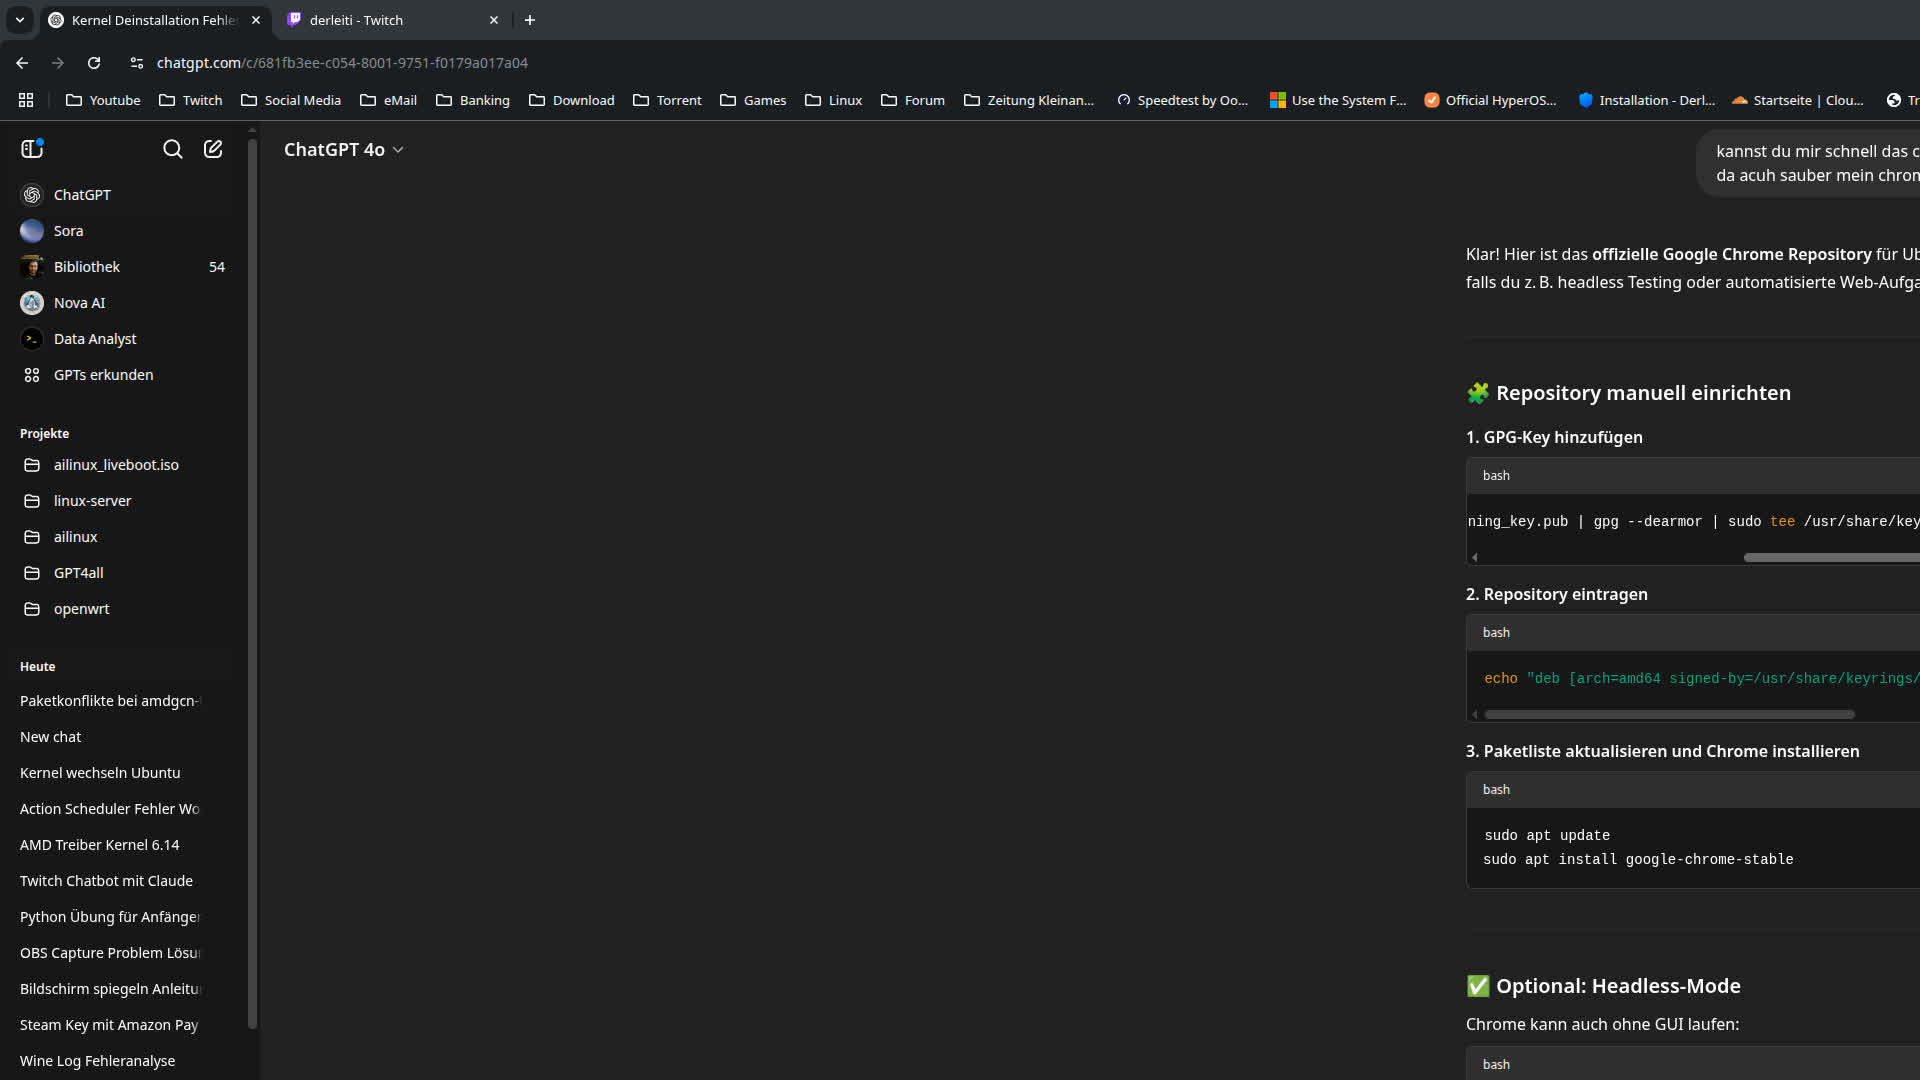 Kernel Deinstallation Fehle
derleiti - Twitch
chatgpt.com/c/681fb3ee-c054-8001-9751-f0179a017a04
Youtube
Twitch
Social Media
eMail
Banking
Download
Torrent
Games
Linux
Forum
Zeitung Kleinan...
Speedtest by Oo...
Use the System F...
Official HyperOS...
Installation - Derl...
Startseite | Clou...
Tr
ChatGPT
Sora
Bibliothek 54
Nova AI
Data Analyst
GPTs erkunden
Projekte
ailinux_liveboot.iso
linux-server
ailinux
GPT4all
openwrt
Heute
Paketkonflikte bei amdgcn-
New chat
Kernel wechseln Ubuntu
Action Scheduler Fehler Wo
AMD Treiber Kernel 6.14
Twitch Chatbot mit Claude
Python Übung für Anfänger
OBS Capture Problem Lösu
Bildschirm spiegeln Anleitu
Steam Key mit Amazon Pay
Wine Log Fehleranalyse
ChatGPT 4o
kannst du mir schnell das c
da acuh sauber mein chrom
Klar! Hier ist das offizielle Google Chrome Repository für Ub
falls du z. B. headless Testing oder automatisierte Web-Aufga
🧩 Repository manuell einrichten
1. GPG-Key hinzufügen
bash
ning_key.pub | gpg --dearmor | sudo tee /usr/share/key
2. Repository eintragen
bash
echo "deb [arch=amd64 signed-by=/usr/share/keyrings/
3. Paketliste aktualisieren und Chrome installieren
bash
sudo apt update
sudo apt install google-chrome-stable
✅ Optional: Headless-Mode
Chrome kann auch ohne GUI laufen:
bash